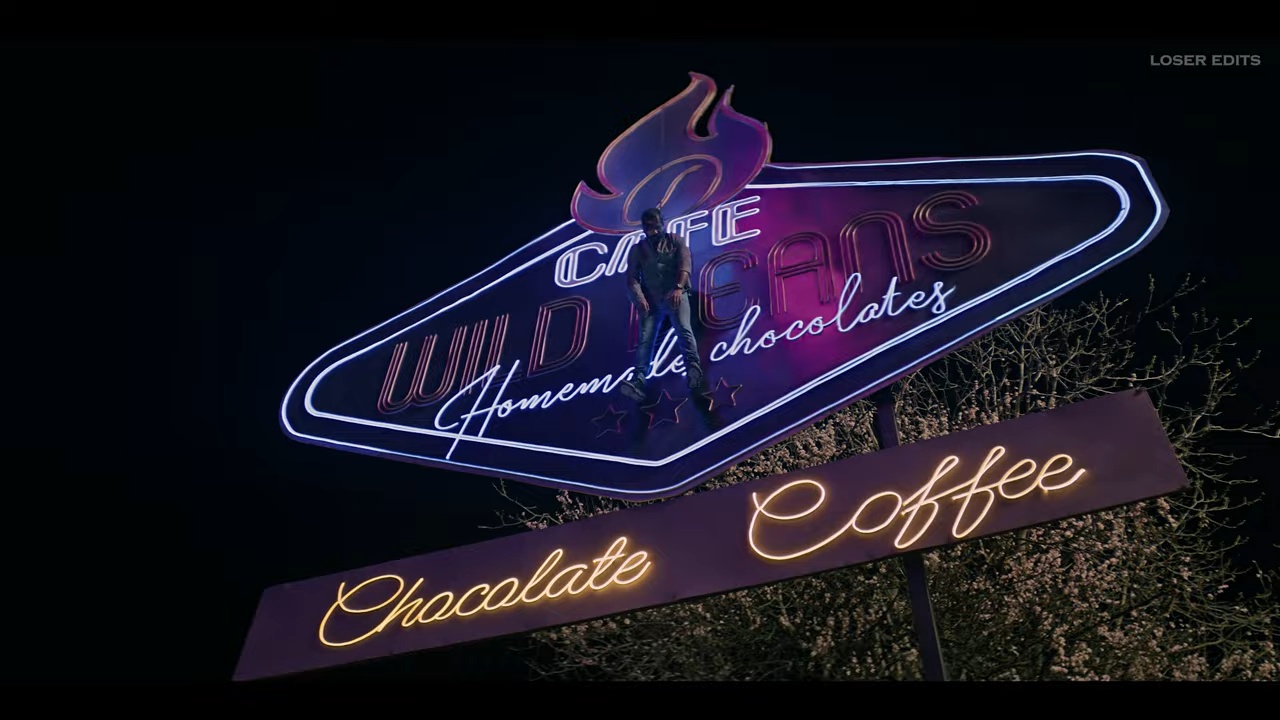 LOSER EDITS
CAFE
WILD BEANS
Homemade chocolates
Chocolate Coffee